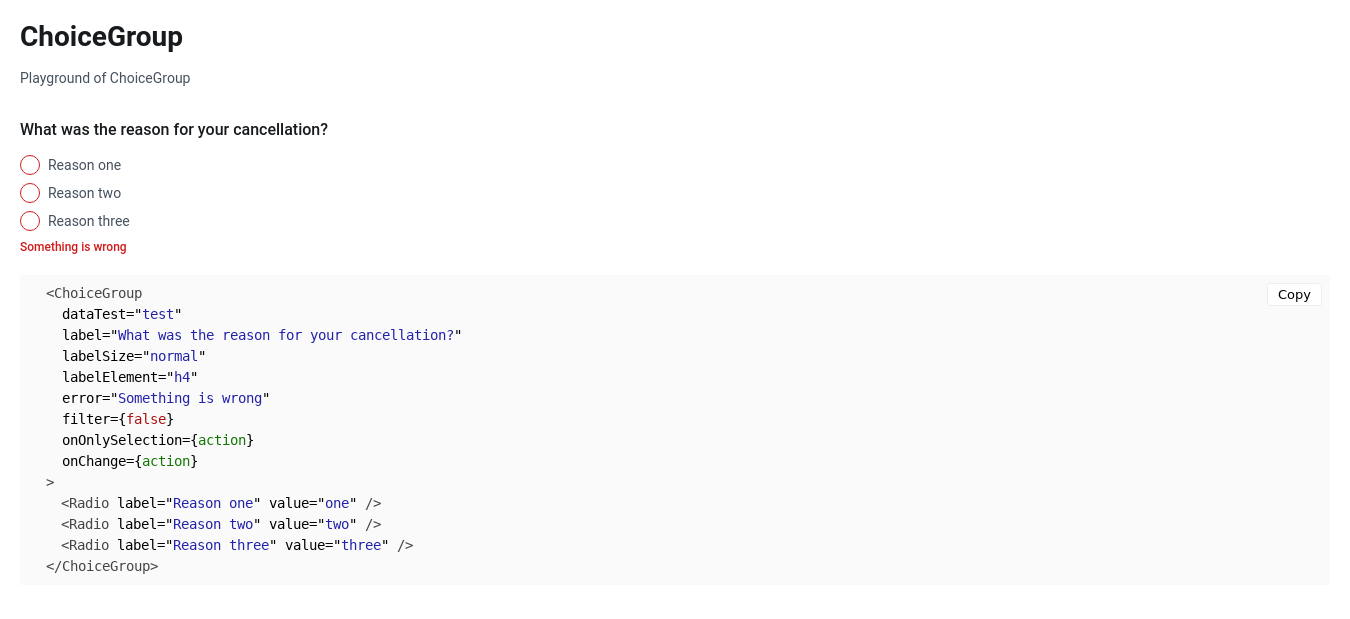 ChoiceGroup
Playground of ChoiceGroup
What was the reason for your cancellation?
Reason one
Reason two
Reason three
Something is wrong
Copy
<ChoiceGroup
  dataTest="test"
  label="What was the reason for your cancellation?"
  labelSize="normal"
  labelElement="h4"
  error="Something is wrong"
  filter={false}
  onOnlySelection={action}
  onChange={action}
>
  <Radio label="Reason one" value="one" />
  <Radio label="Reason two" value="two" />
  <Radio label="Reason three" value="three" />
</ChoiceGroup>